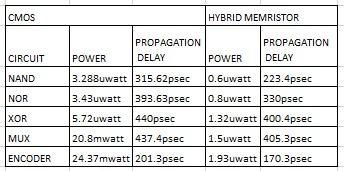 CMOS HYBRID MEMRISTOR
CIRCUIT POWER PROPAGATION DELAY POWER PROPAGATION DELAY
NAND 3.288uwatt 315.62psec 0.6uwatt 223.4psec
NOR 3.43uwatt 393.63psec 0.8uwatt 330psec
XOR 5.72uwatt 440psec 1.32uwatt 400.4psec
MUX 20.8mwatt 437.4psec 1.5uwatt 405.3psec
ENCODER 24.37mwatt 201.3psec 1.93uwatt 170.3psec